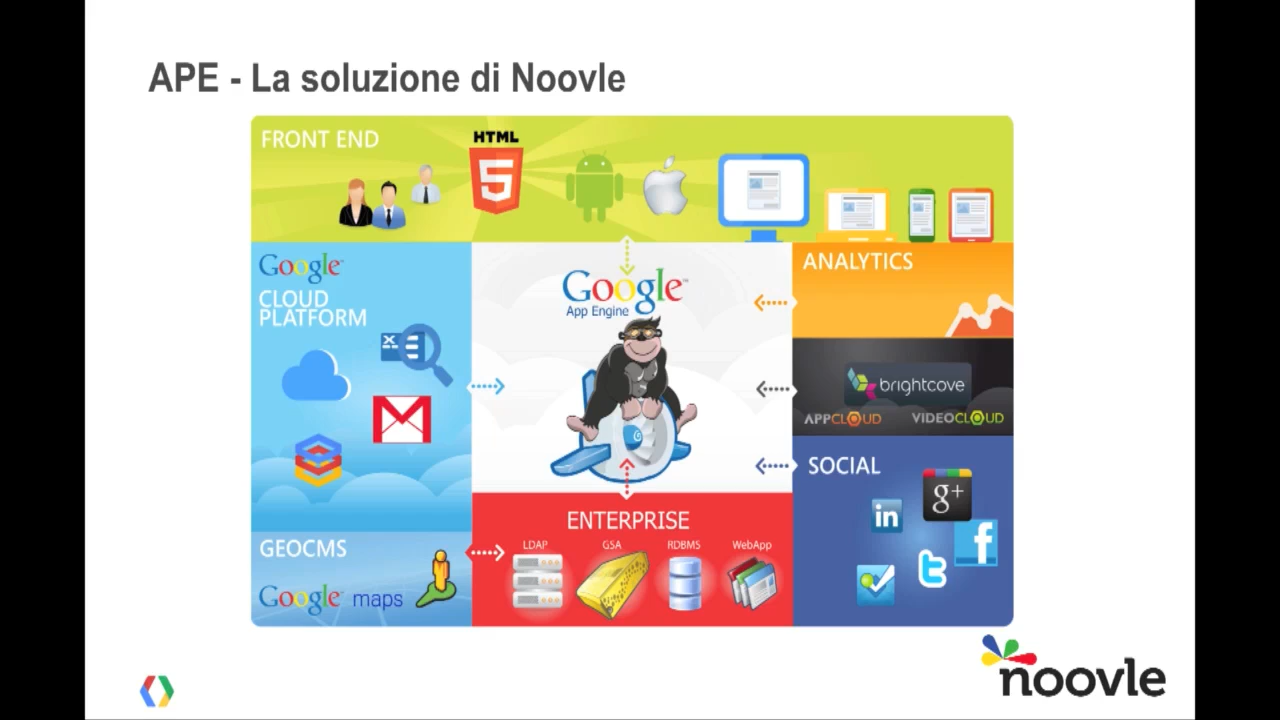 APE - La soluzione di Noovle
FRONT END
HTML
5
Google
CLOUD
PLATFORM
Google
App Engine
ANALYTICS
brightcove
APPCLOUD
VIDEOCLOUD
SOCIAL
in
g+
f
t
GEOCMS
Google maps
ENTERPRISE
LDAP
GSA
RDBMS
WebApp
noovle